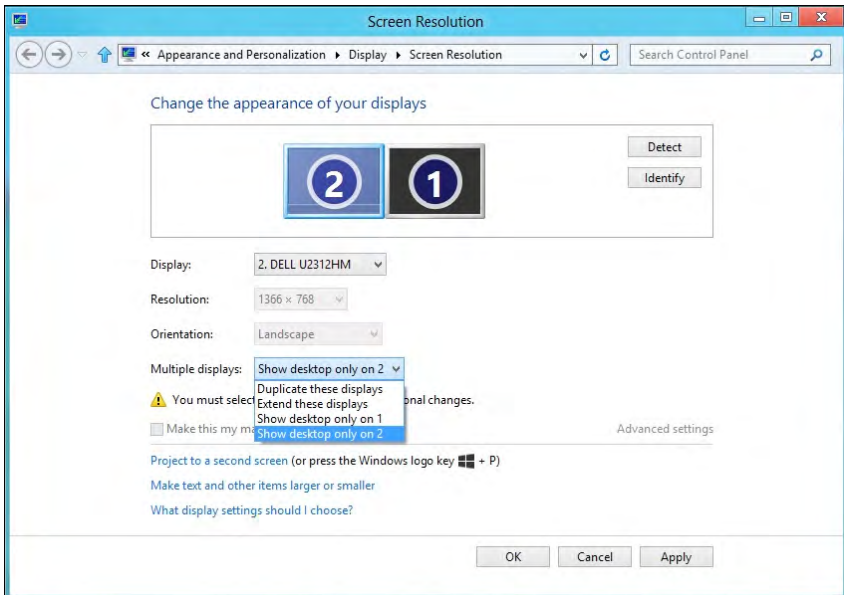 Screen Resolution
« Appearance and Personalization ▸ Display ▸ Screen Resolution
Search Control Panel
Change the appearance of your displays
2
1
Detect
Identify
Display: 2. DELL U2312HM
Resolution: 1366 × 768
Orientation: Landscape
Multiple displays: Show desktop only on 2
Duplicate these displays
You must select onal changes.
Extend these displays
Show desktop only on 1
Make this my m
Show desktop only on 2
Advanced settings
Project to a second screen (or press the Windows logo key + P)
Make text and other items larger or smaller
What display settings should I choose?
OK Cancel Apply